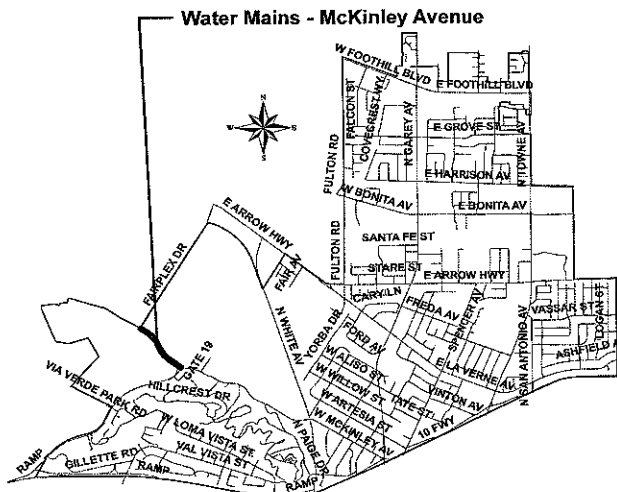 Water Mains - McKinley Avenue
W FOOTHILL BLVD
E FOOTHILL BLVD
FALCON ST
COVECREST WY
N GAREY AV
E GROVE ST
N TOWNE AV
N
W
E
S
FULTON RD
E HARRISON AV
W BONITA AV
E BONITA AV
E ARROW HWY
FULTON RD
SANTA FE ST
FAIRPLEX DR
FAIR AV
STARE ST
E ARROW HWY
CARY LN
FREDA AV
SPENCER AV
VASSAR ST
LOGAN ST
N WHITE AV
YORBA DR
FORD AV
N SAN ANTONIO AV
ASHFIELD
GATE 19
W ALISO ST
E LA VERNE AV
VIA VERDE PARK RD
HILLCREST DR
W WILLOW ST
TATE ST
VINTON AV
W ARTESIA ST
W MCKINLEY AV
10 FWY
W LOMA VISTA ST
N PAIGE DR
VAL VISTA ST
GILLETTE RD
RAMP
RAMP
RAMP